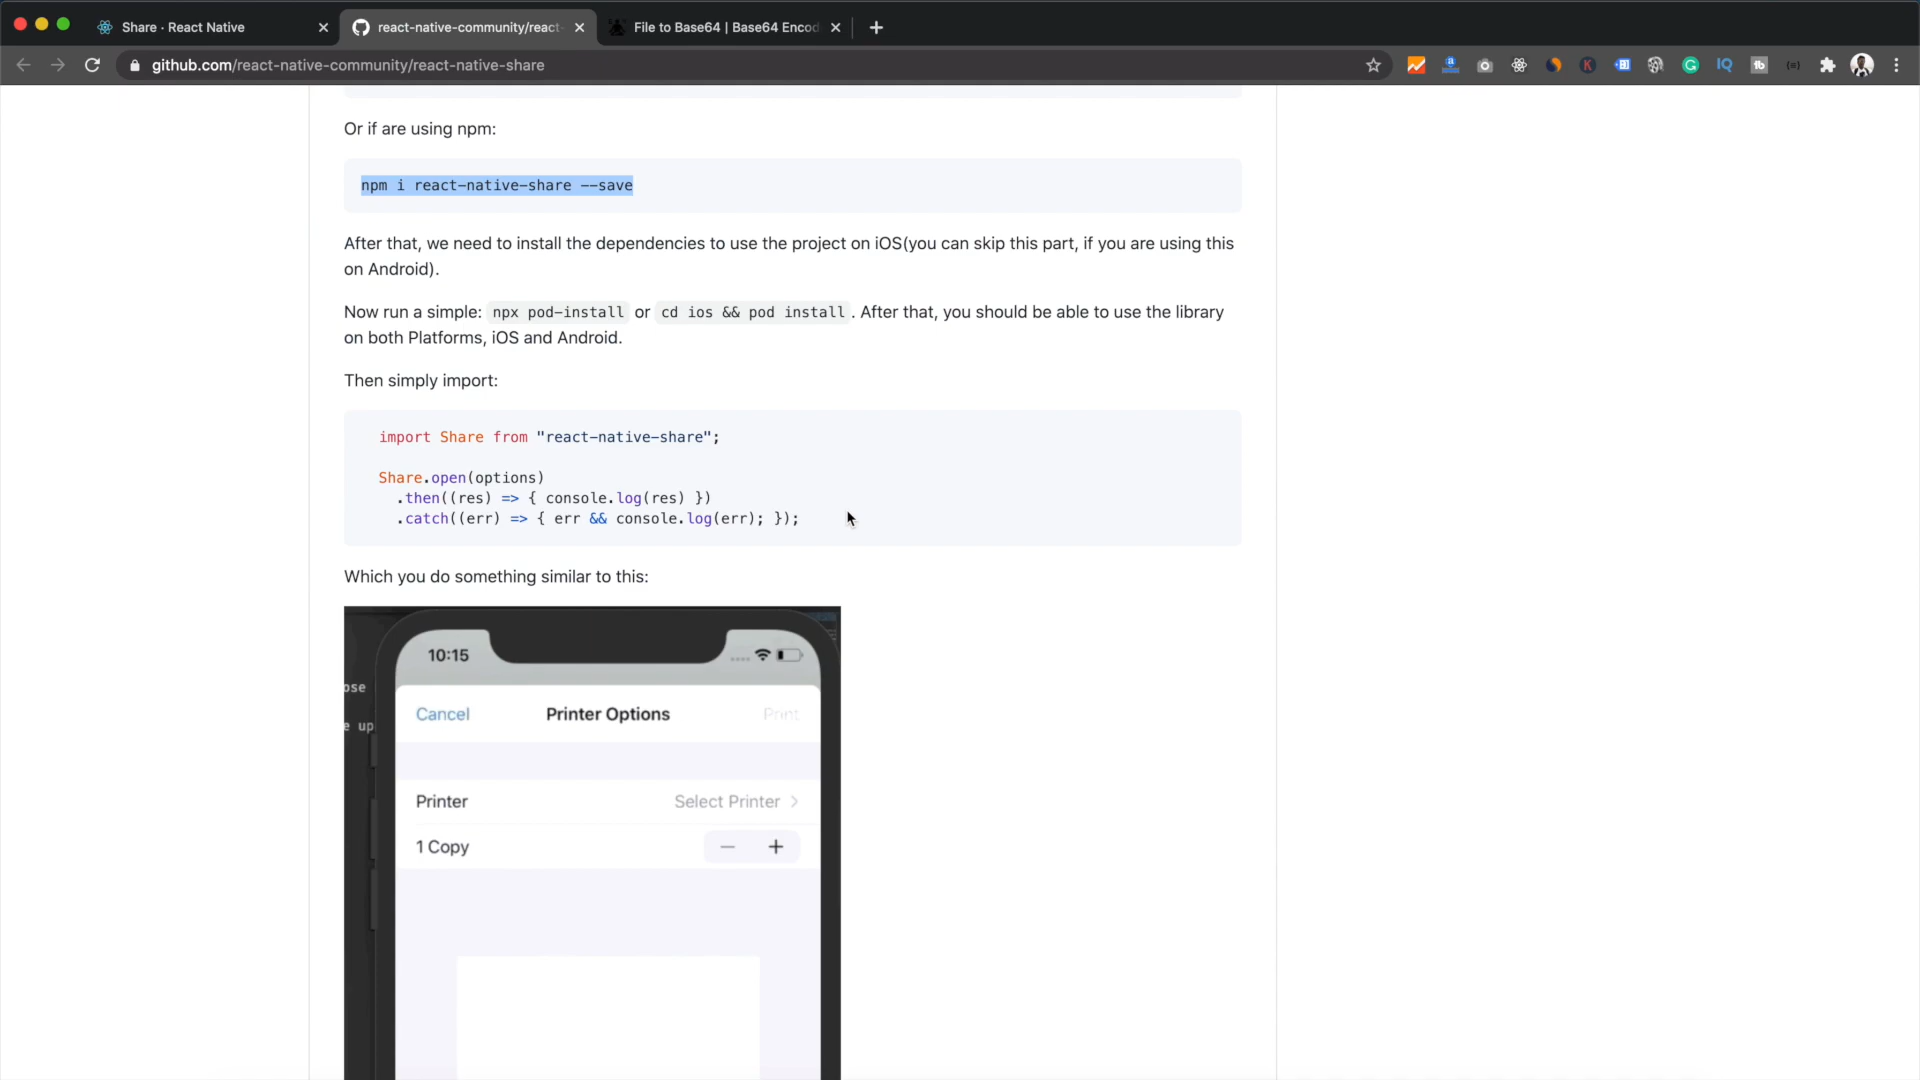 Share · React Native
react-native-community/react-
File to Base64 | Base64 Encod
github.com/react-native-community/react-native-share
Or if are using npm:
npm i react-native-share --save
After that, we need to install the dependencies to use the project on iOS(you can skip this part, if you are using this
on Android).
Now run a simple: npx pod-install or cd ios && pod install. After that, you should be able to use the library
on both Platforms, iOS and Android.
Then simply import:
import Share from "react-native-share";
Share.open(options)
.then((res) => { console.log(res) })
.catch((err) => { err && console.log(err); });
Which you do something similar to this:
10:15
ose
Cancel Printer Options Print
e up
Printer Select Printer
1 Copy